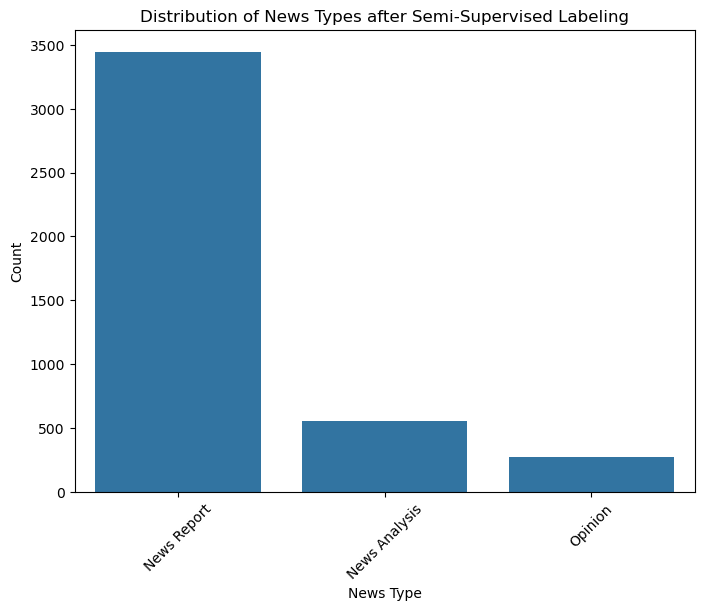 Distribution of News Types after Semi-Supervised Labeling
3500
3000
2500
2000
1500
1000
500
0
Count
News Report
News Analysis
Opinion
News Type